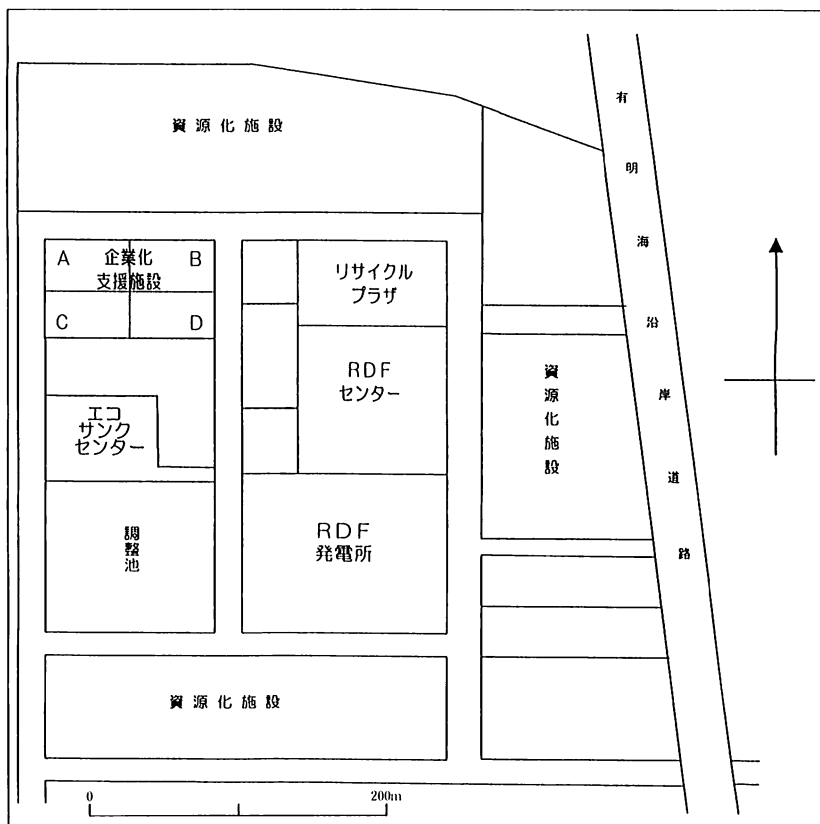 資源化施設
有明海沿岸道路
A
企業化
支援施設
B
C
D
リサイクル
プラザ
RDF
センター
資源化施設
エコ
サンク
センター
調整池
RDF
発電所
資源化施設
0
200m